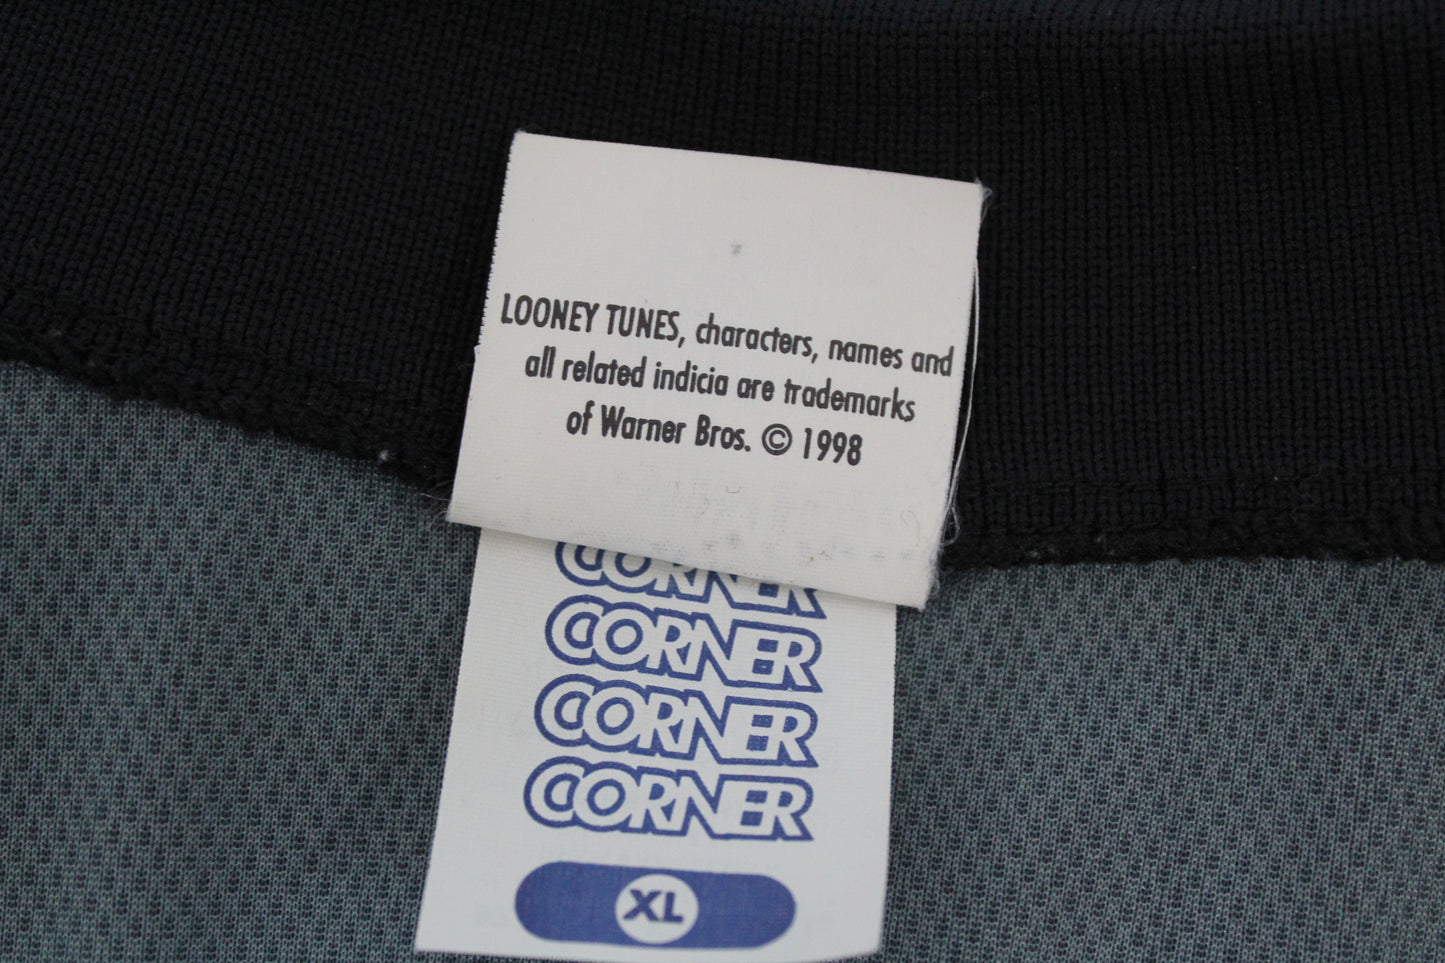 LOONEY TUNES, characters, names and
all related indicia are trademarks
of Warner Bros. © 1998
CORNER
CORNER
CORNER
CORNER
XL